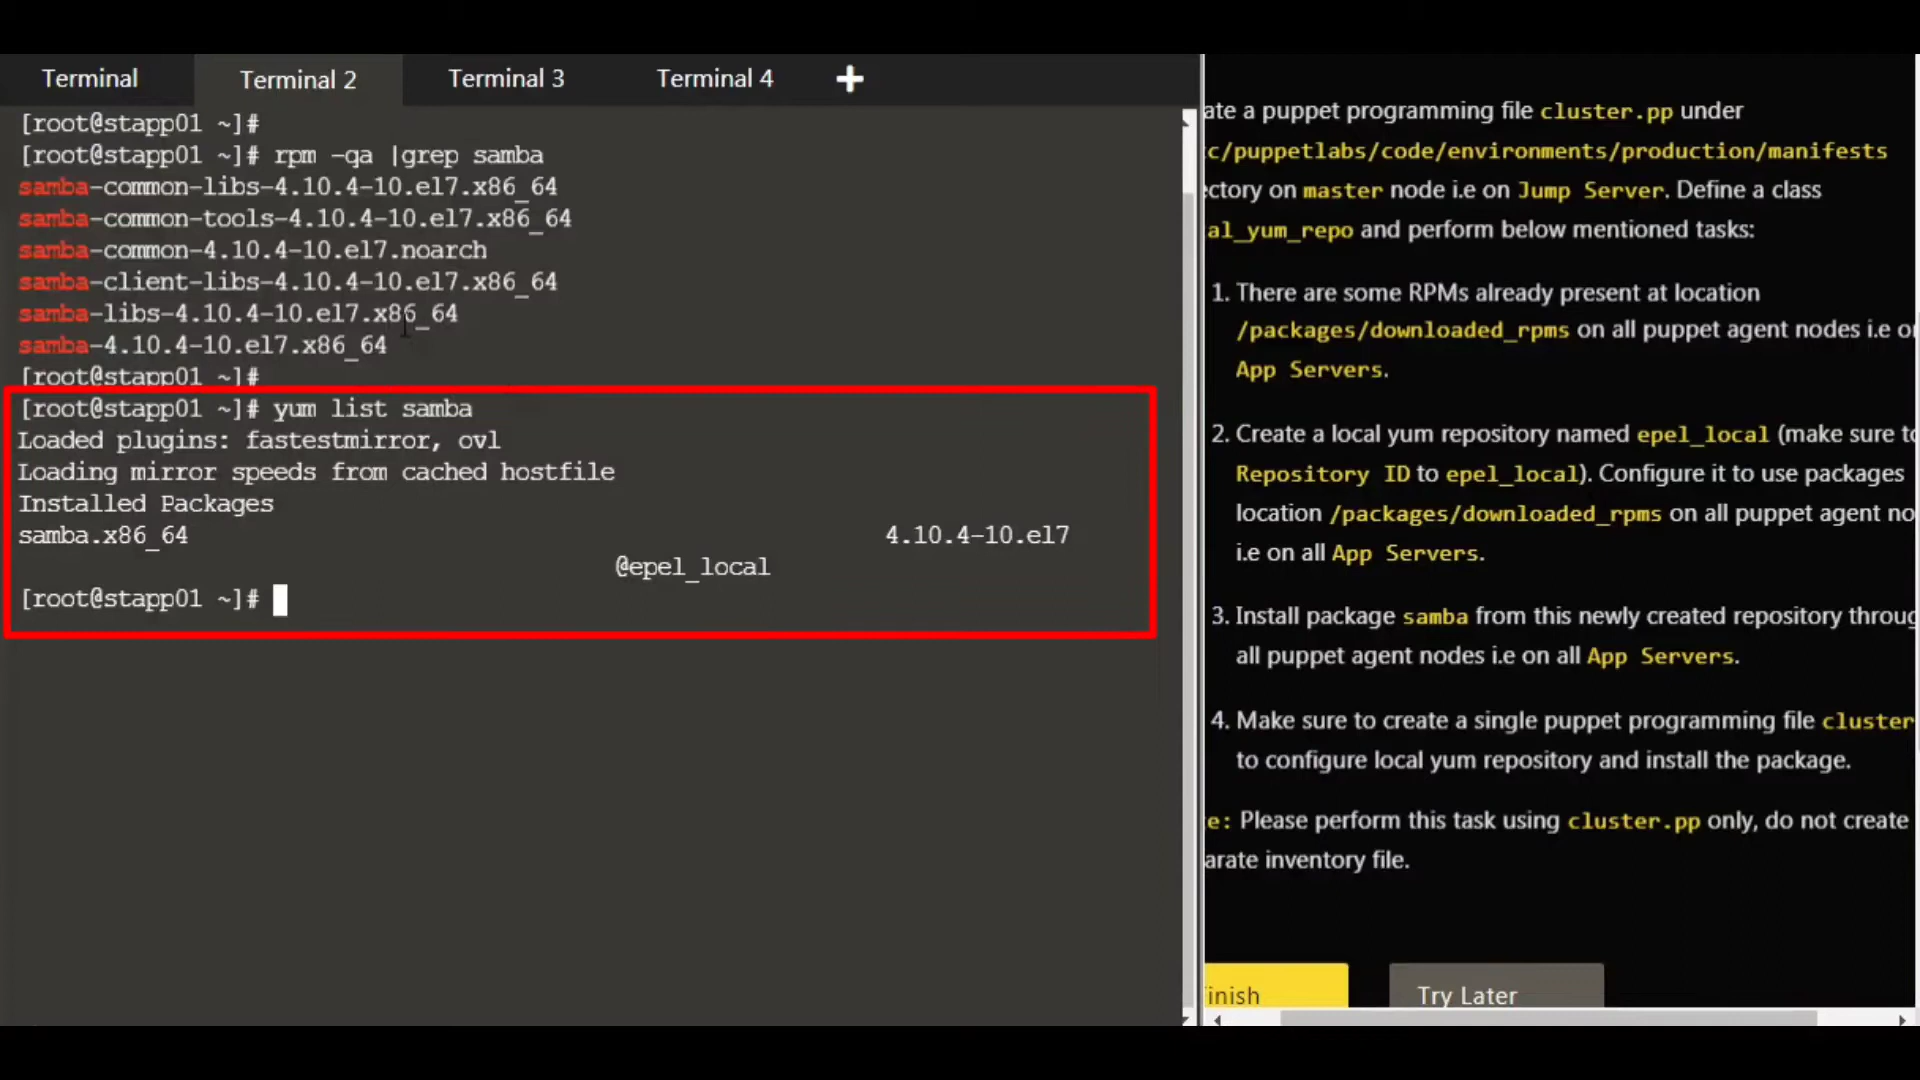 Terminal
Terminal 2
Terminal 3
Terminal 4
[root@stapp01 ~]#
[root@stapp01 ~]# rpm -qa |grep samba
samba-common-libs-4.10.4-10.el7.x86_64
samba-common-tools-4.10.4-10.el7.x86_64
samba-common-4.10.4-10.el7.noarch
samba-client-libs-4.10.4-10.el7.x86_64
samba-libs-4.10.4-10.el7.x86_64
samba-4.10.4-10.el7.x86_64
[root@stapp01 ~]#
[root@stapp01 ~]# yum list samba
Loaded plugins: fastestmirror, ovl
Loading mirror speeds from cached hostfile
Installed Packages
samba.x86_64 4.10.4-10.el7
@epel_local
[root@stapp01 ~]#
ate a puppet programming file cluster.pp under
c/puppetlabs/code/environments/production/manifests
ectory on master node i.e on Jump Server. Define a class
al_yum_repo and perform below mentioned tasks:
1. There are some RPMs already present at location
/packages/downloaded_rpms on all puppet agent nodes i.e o
App Servers.
2. Create a local yum repository named epel_local (make sure to
Repository ID to epel_local). Configure it to use packages
location /packages/downloaded_rpms on all puppet agent no
i.e on all App Servers.
3. Install package samba from this newly created repository throug
all puppet agent nodes i.e on all App Servers.
4. Make sure to create a single puppet programming file cluster
to configure local yum repository and install the package.
e: Please perform this task using cluster.pp only, do not create
arate inventory file.
inish
Try Later